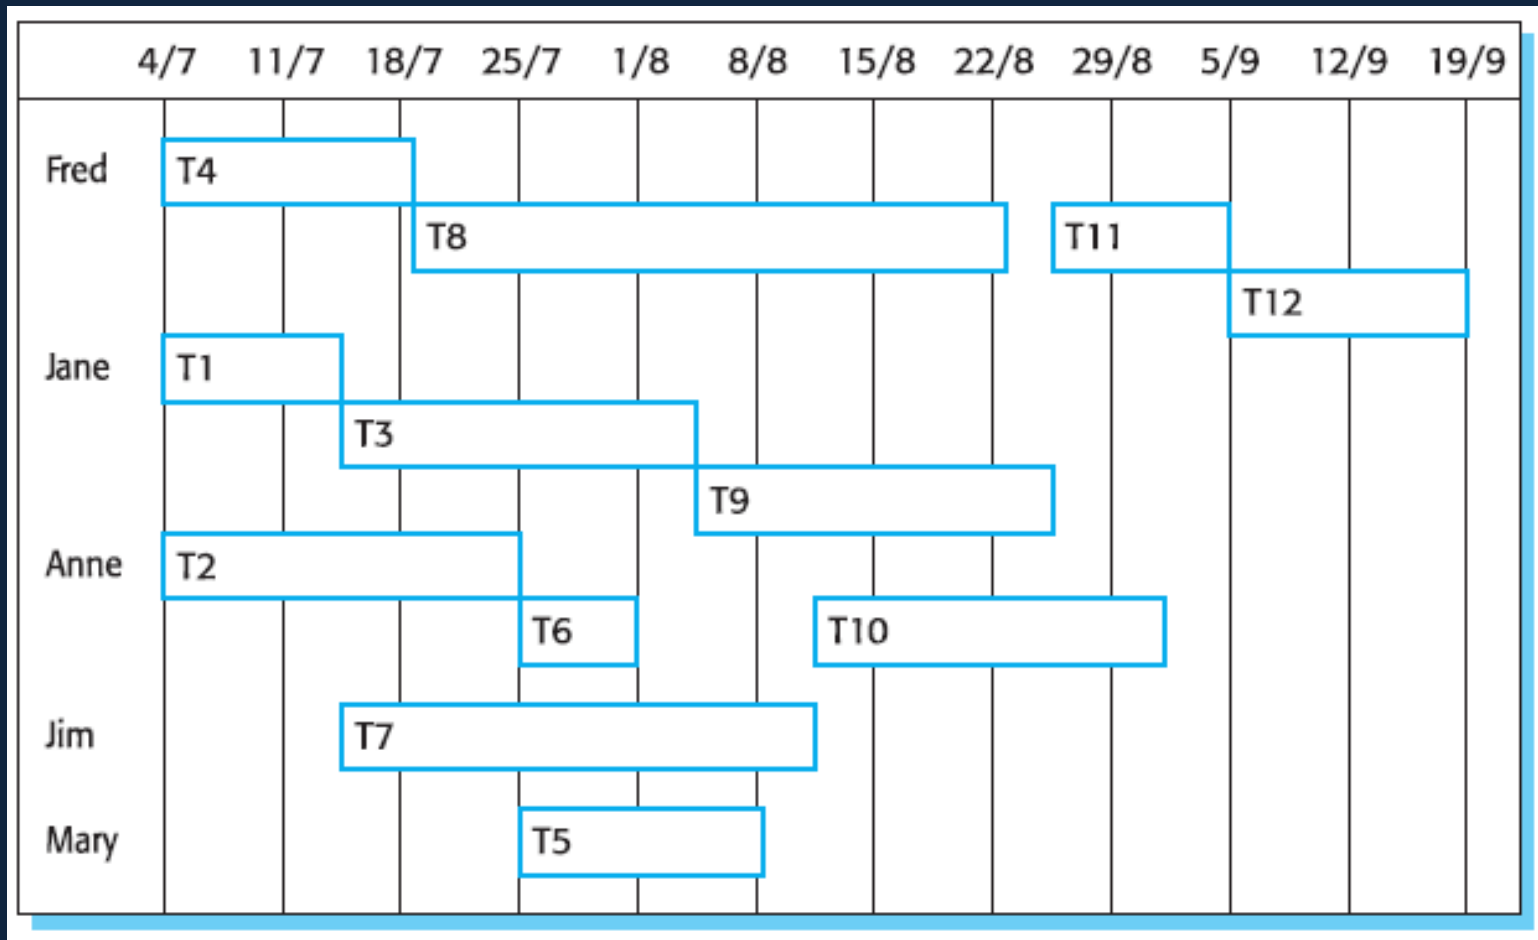 4/7 11/7 18/7 25/7 1/8 8/8 15/8 22/8 29/8 5/9 12/9 19/9
Fred T4
T8 T11
T12
Jane T1
T3
T9
Anne T2
T6 T10
Jim T7
Mary T5